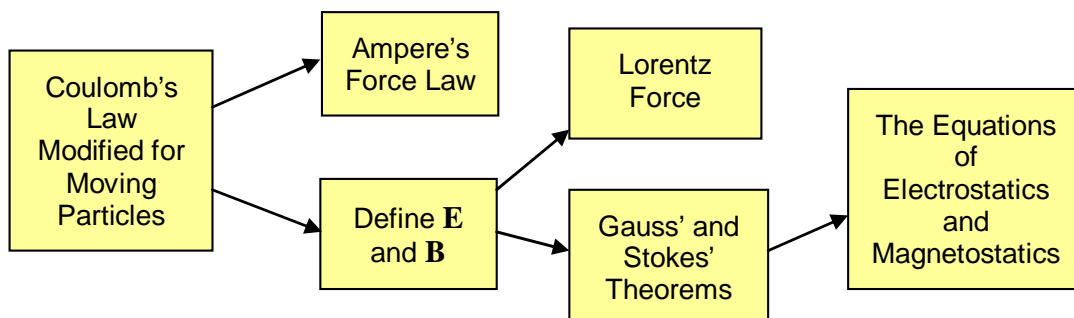 Coulomb’s
Law
Modified for
Moving
Particles
Ampere’s
Force Law
Define E
and B
Lorentz
Force
Gauss’ and
Stokes’
Theorems
The Equations
of
Electrostatics
and
Magnetostatics